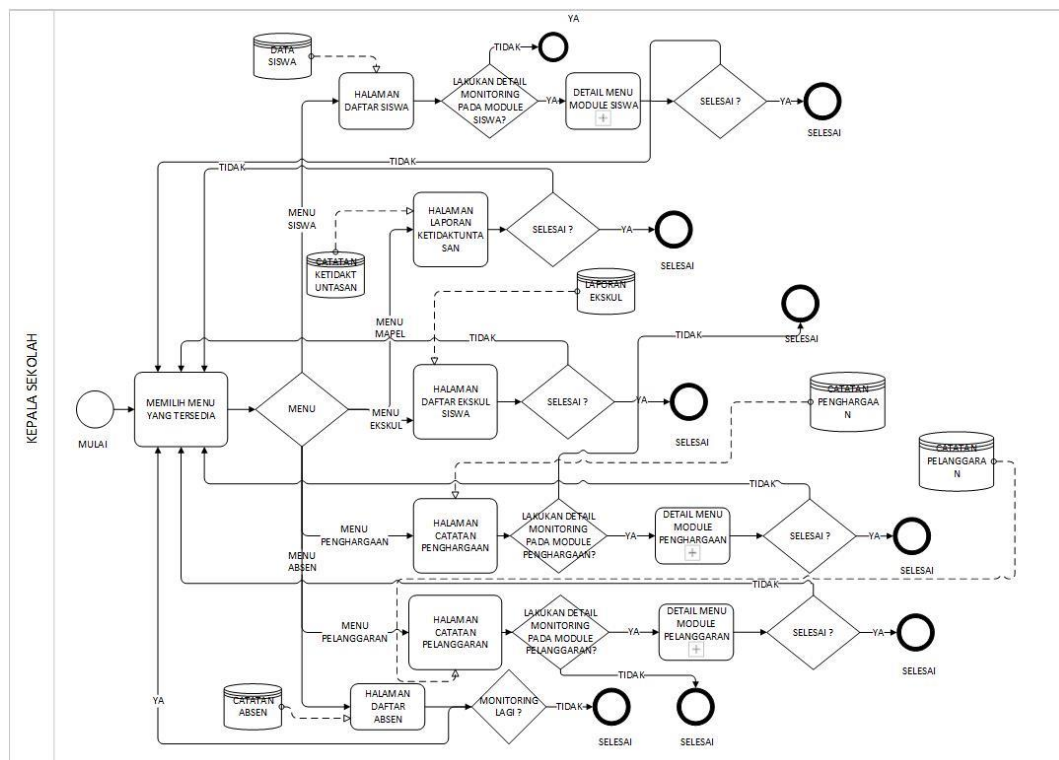 YA
DATA
SISWA
TIDAK
HALAMAN
DAFTAR SISWA
LAKUKAN DETAIL
MONITORING
PADA MODULE
SISWA?
YA
DETAIL MENU
MODULE SISWA
SELESAI ?
YA
SELESAI
TIDAK
TIDAK
MENU
SISWA
HALAMAN
LAPORAN
KETIDAKTUNTA
SAN
SELESAI ?
YA
SELESAI
CATATAN
KETIDAKT
UNTASAN
LAPORAN
EKSKUL
MENU
MAPEL
TIDAK
TIDAK
SELESAI
KEPALA SEKOLAH
MULAI
MEMILIH MENU
YANG TERSEDIA
MENU
MENU
EKSKUL
HALAMAN
DAFTAR EKSKUL
SISWA
SELESAI ?
YA
SELESAI
CATATAN
PENGHARGAA
N
CATATAN
PELANGGARA
N
TIDAK
MENU
PENGHARGAAN
HALAMAN
CATATAN
PENGHARGAAN
LAKUKAN DETAIL
MONITORING
PADA MODULE
PENGHARGAAN?
YA
DETAIL MENU
MODULE
PENGHARGAAN
SELESAI ?
YA
SELESAI
MENU
ABSEN
TIDAK
MENU
PELANGGARAN
HALAMAN
CATATAN
PELANGGARAN
LAKUKAN DETAIL
MONITORING
PADA MODULE
PELANGGARAN?
YA
DETAIL MENU
MODULE
PELANGGARAN
SELESAI ?
YA
SELESAI
TIDAK
YA
CATATAN
ABSEN
HALAMAN
DAFTAR
ABSEN
MONITORING
LAGI ?
TIDAK
SELESAI
SELESAI